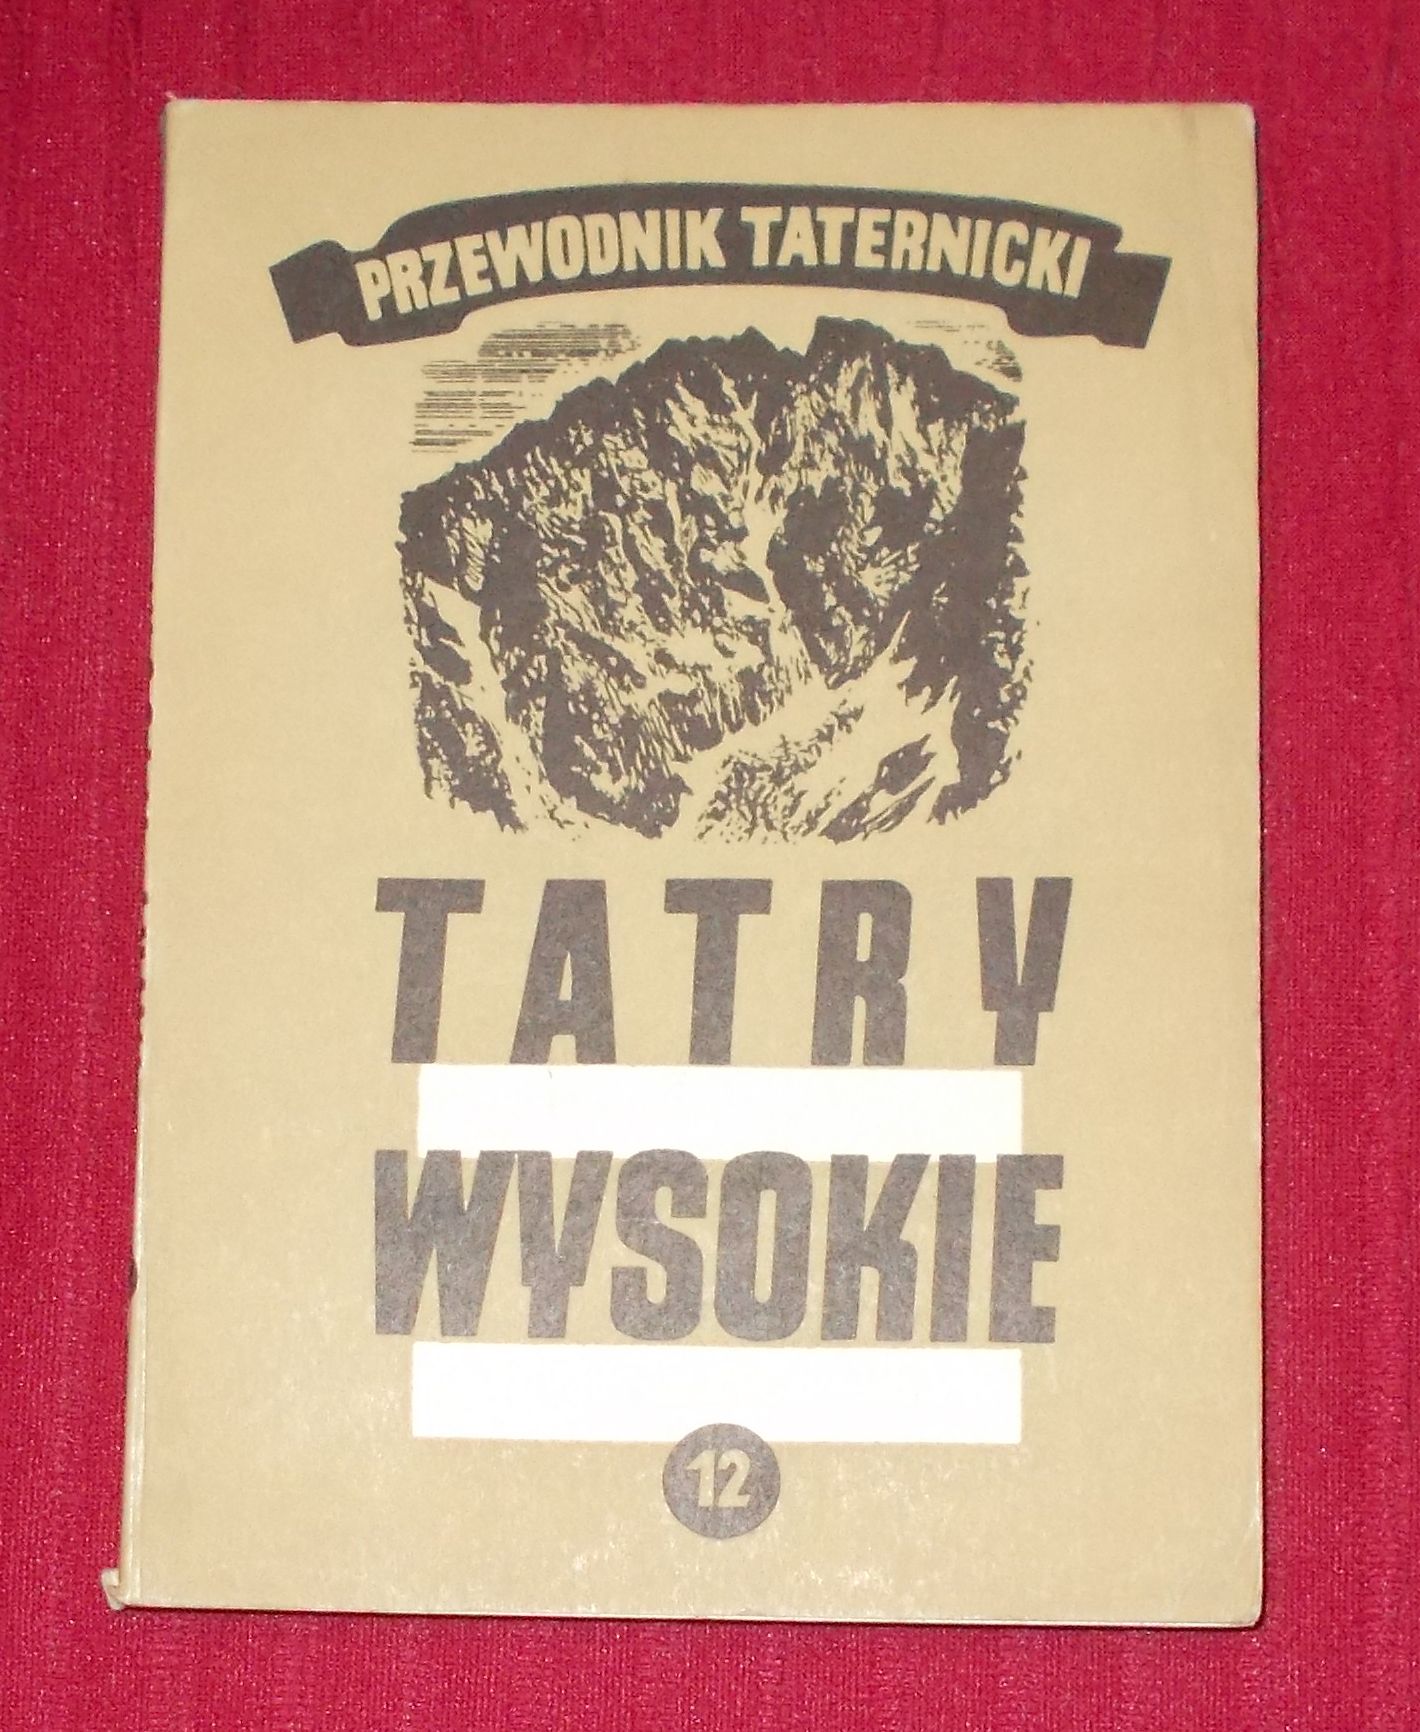 PRZEWODNIK TATERNICKI
TATRY
WYSOKIE
12